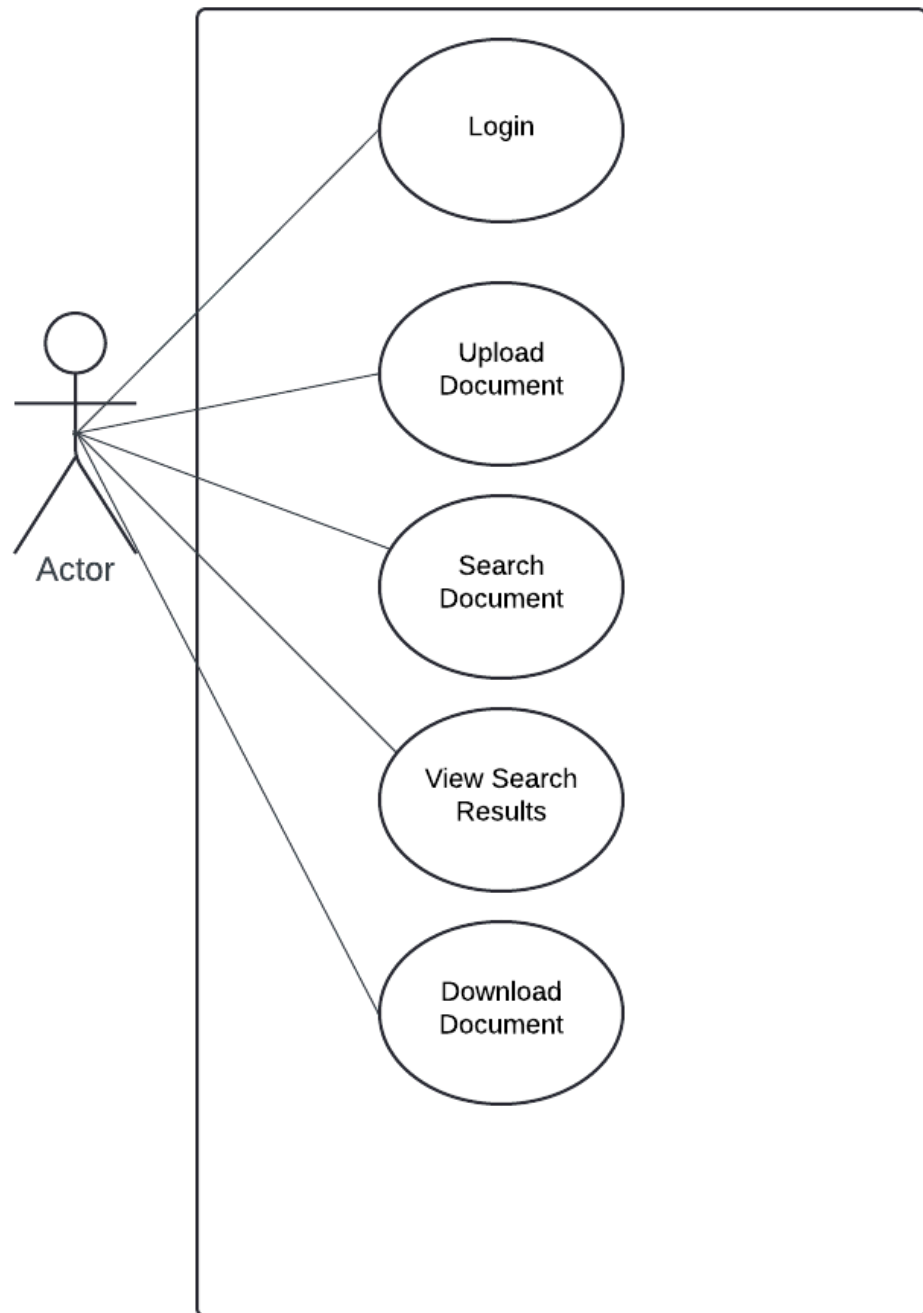 Login
Upload
Document
Actor
Search
Document
View Search
Results
Download
Document